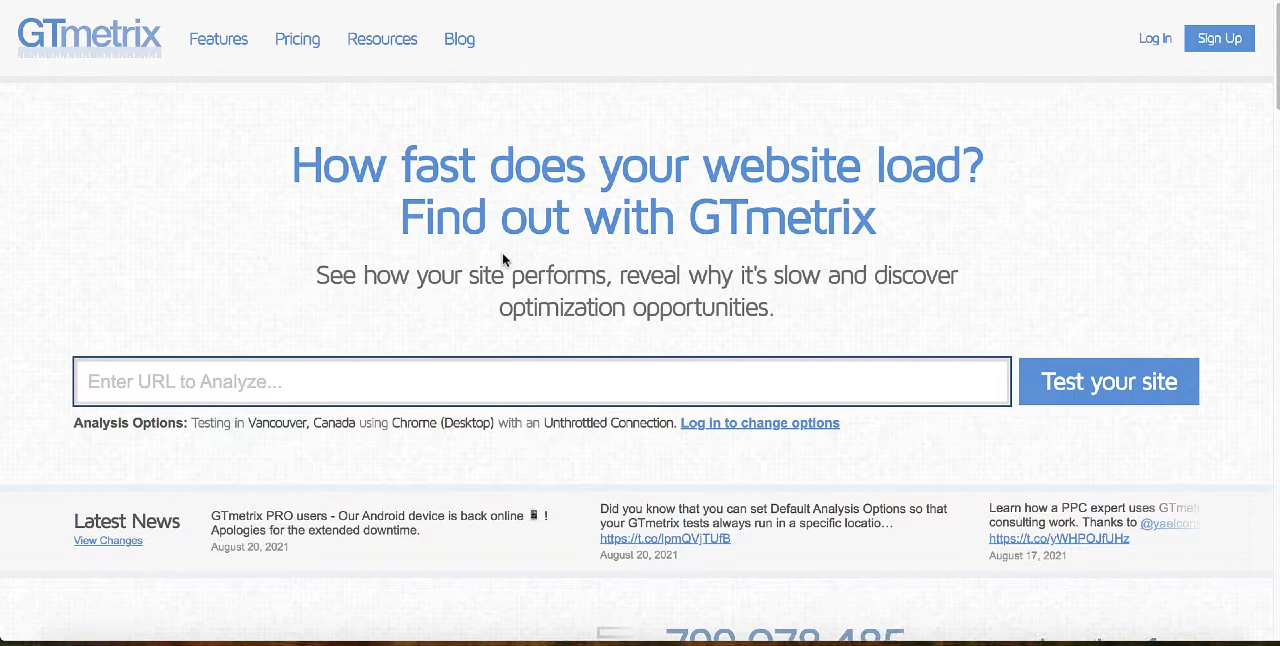 GTmetrix
Features
Pricing
Resources
Blog
Log In
Sign Up
How fast does your website load?
Find out with GTmetrix
See how your site performs, reveal why it's slow and discover
optimization opportunities.
Enter URL to Analyze...
Test your site
Analysis Options: Testing in Vancouver, Canada using Chrome (Desktop) with an Unthrottled Connection. Log in to change options
Latest News
View Changes
GTmetrix PRO users - Our Android device is back online 📱 !
Apologies for the extended downtime.
August 20, 2021
Did you know that you can set Default Analysis Options so that
your GTmetrix tests always run in a specific locatio…
https://t.co/lpmQVjTUfB
August 20, 2021
Learn how a PPC expert uses GTmet
consulting work. Thanks to @yaelcons
https://t.co/yWHPOJfUHz
August 17, 2021